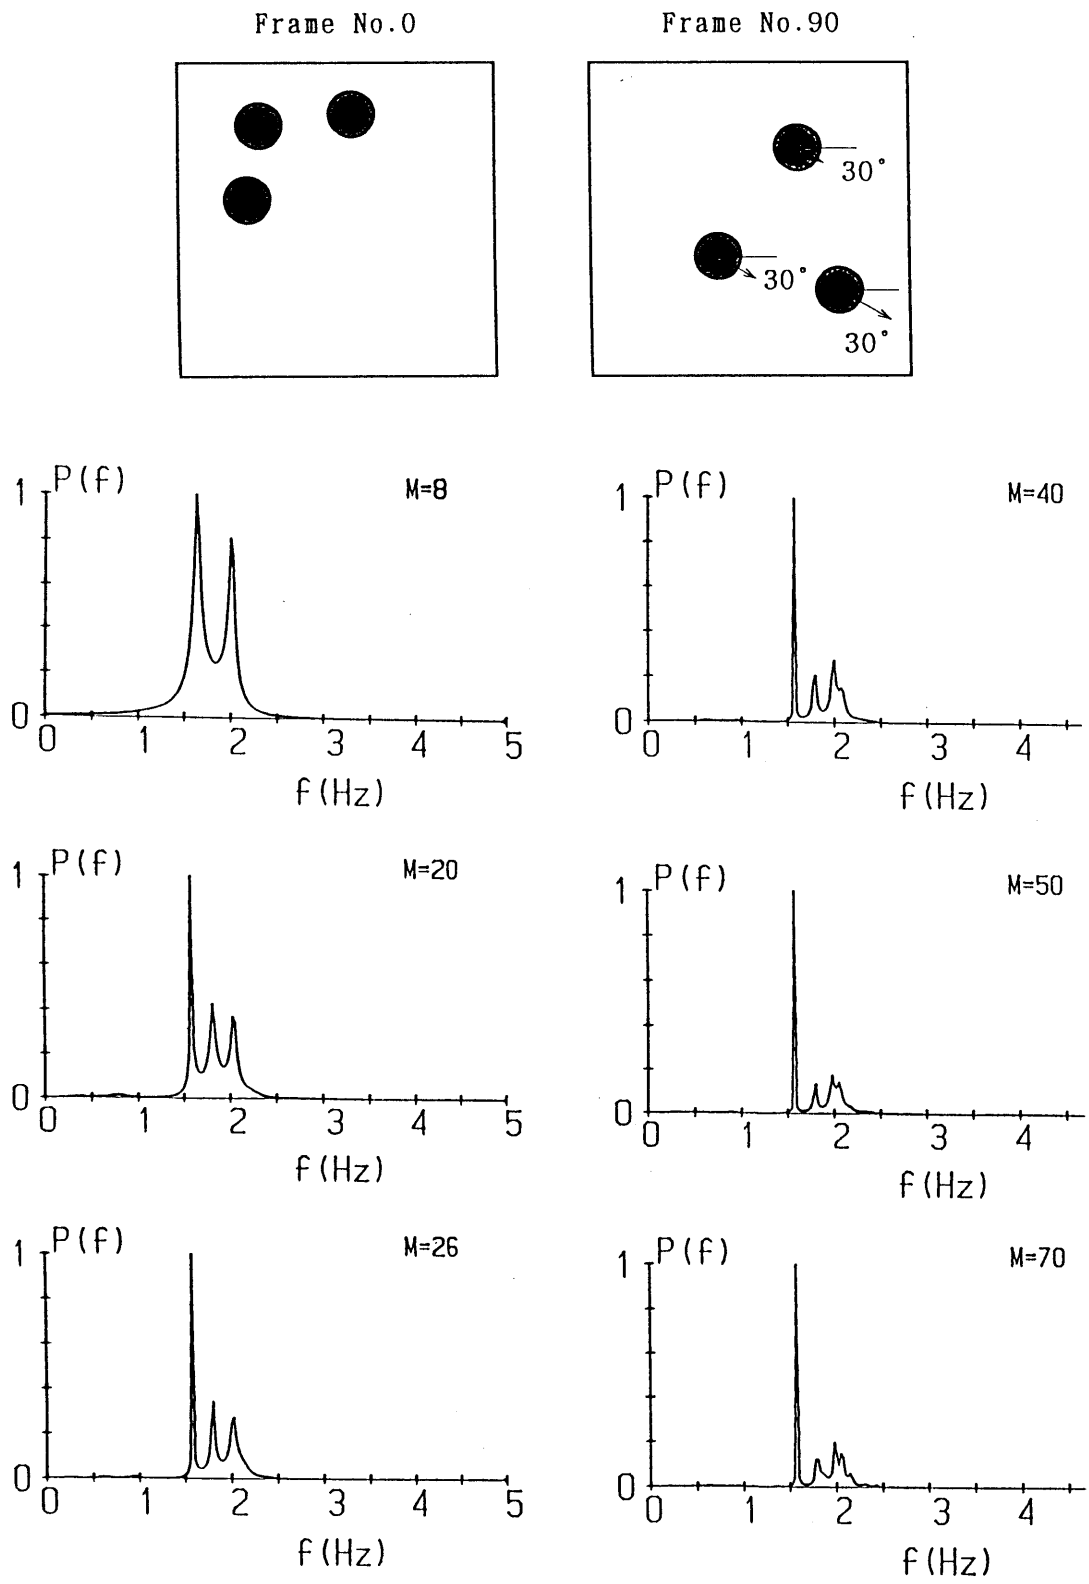 Frame No.0
Frame No.90
30°
30°
30°
P(f)
M=8
1
0
0 1 2 3 4 5
f(Hz)
P(f)
M=40
1
0
0 1 2 3 4
f(Hz)
P(f)
M=20
1
0
0 1 2 3 4 5
f(Hz)
P(f)
M=50
1
0
0 1 2 3 4
f(Hz)
P(f)
M=26
1
0
0 1 2 3 4 5
f(Hz)
P(f)
M=70
1
0
0 1 2 3 4
f(Hz)